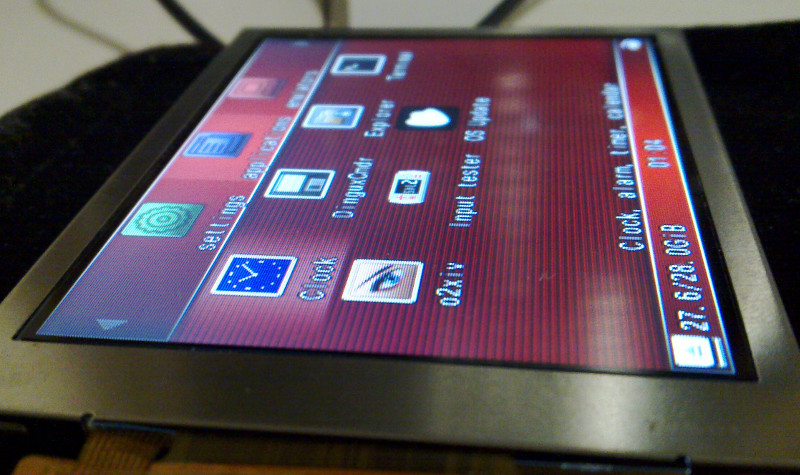 settings applications emulators
Clock DinguxCmdr Explorer Terminal
o2xiv Input tester OS Update
Clock, alarm, timer, calendar
27.6/28.0GiB 01:04